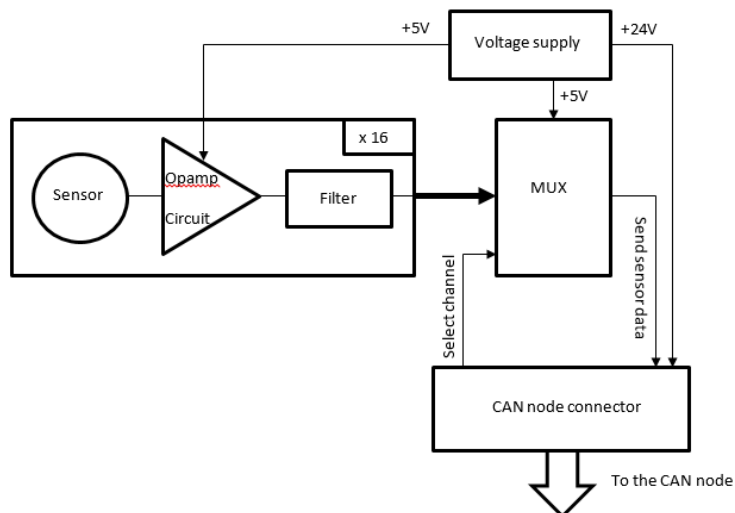 +5V
Voltage supply
+24V
+5V
x 16
Sensor
Opamp
Circuit
Filter
MUX
Select channel
Send sensor data
CAN node connector
To the CAN node